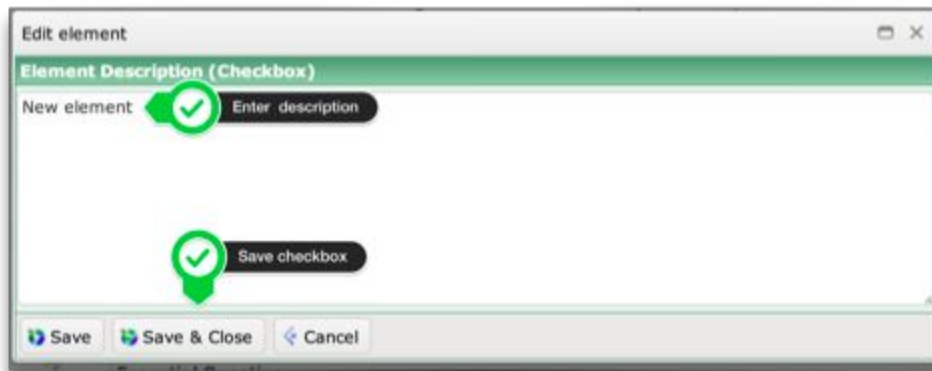 Edit element
Element Description (Checkbox)
New element
Enter description
Save checkbox
Save
Save & Close
Cancel